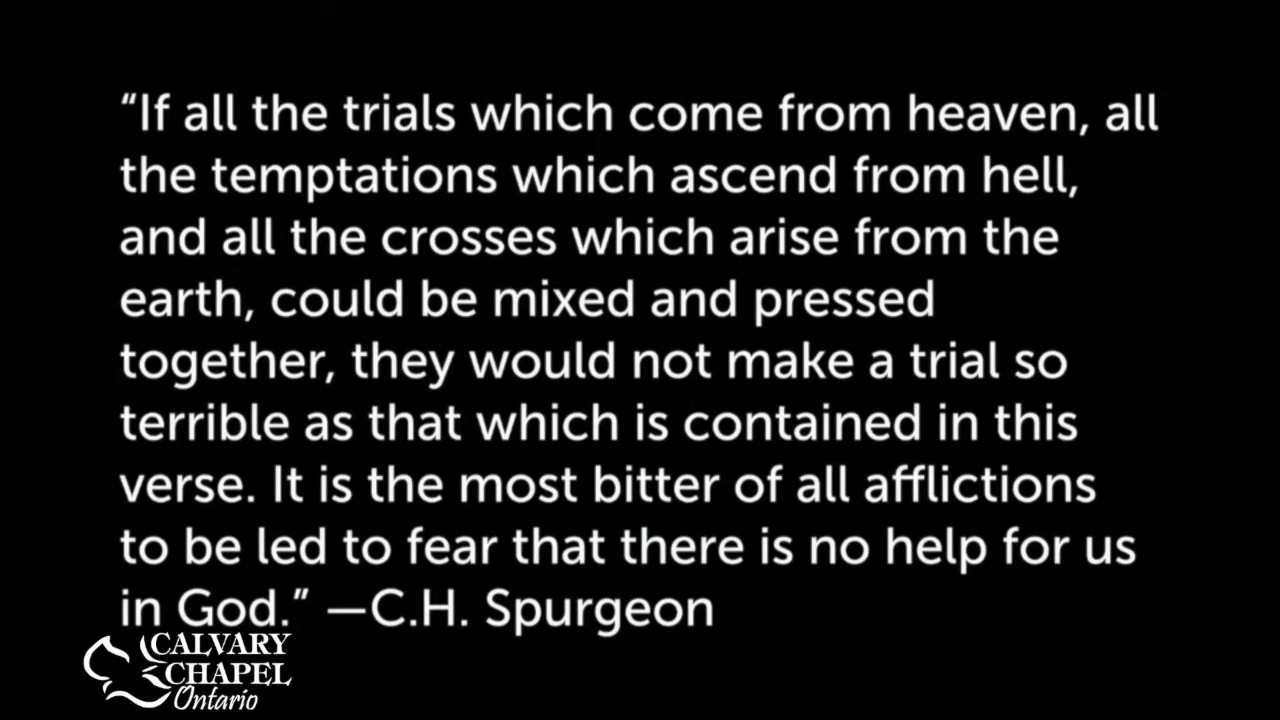 “If all the trials which come from heaven, all
the temptations which ascend from hell,
and all the crosses which arise from the
earth, could be mixed and pressed
together, they would not make a trial so
terrible as that which is contained in this
verse. It is the most bitter of all afflictions
to be led to fear that there is no help for us
in God.” —C.H. Spurgeon
CALVARY
CHAPEL
Ontario